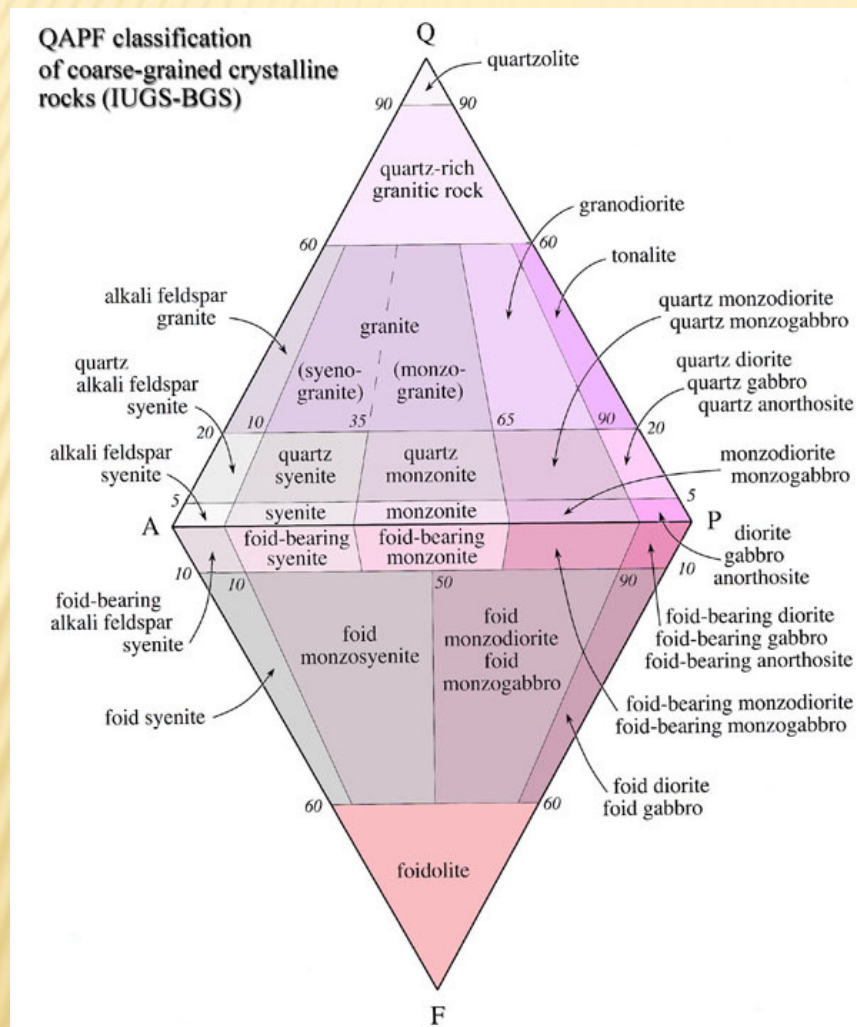 QAPF classification
of coarse-grained crystalline
rocks (IUGS-BGS)
Q
quartzolite
90
90
quartz-rich
granitic rock
granodiorite
60
60
tonalite
alkali feldspar
granite
quartz monzodiorite
quartz monzogabbro
granite
quartz
alkali feldspar
syenite
(syeno-
granite)
(monzo-
granite)
quartz diorite
quartz gabbro
quartz anorthosite
20
10
35
65
90
20
alkali feldspar
syenite
quartz
syenite
quartz
monzonite
monzodiorite
monzogabbro
5
5
syenite
monzonite
A
P
foid-bearing
syenite
foid-bearing
monzonite
diorite
gabbro
anorthosite
10
10
50
90
10
foid-bearing
alkali feldspar
syenite
foid
monzosyenite
foid
monzodiorite
foid
monzogabbro
foid-bearing diorite
foid-bearing gabbro
foid-bearing anorthosite
foid syenite
foid-bearing monzodiorite
foid-bearing monzogabbro
foid diorite
foid gabbro
60
60
foidolite
F